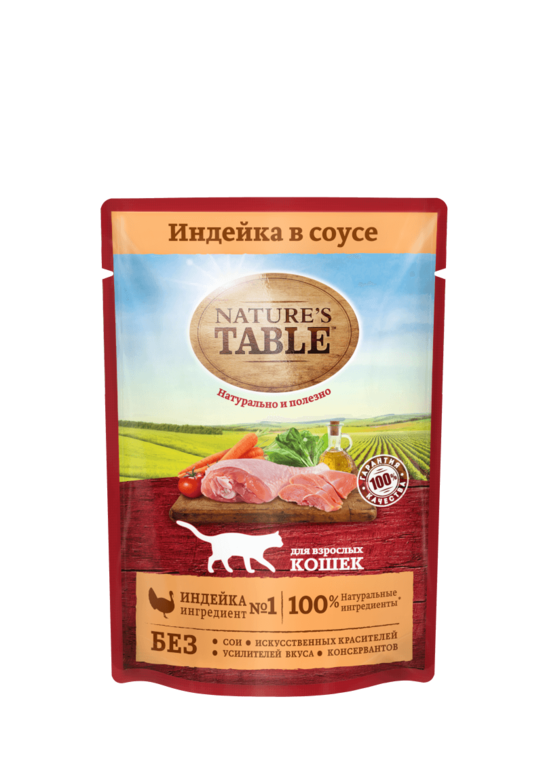 Индейка в соусе
NATURE'S
TABLE™
Натурально и полезно
ГАРАНТИЯ
100%
КАЧЕСТВА
для взрослых
КОШЕК
ИНДЕЙКА
ингредиент №1
100% Натуральные
ингредиенты*
БЕЗ
• СОИ • ИСКУССТВЕННЫХ КРАСИТЕЛЕЙ
• УСИЛИТЕЛЕЙ ВКУСА • КОНСЕРВАНТОВ